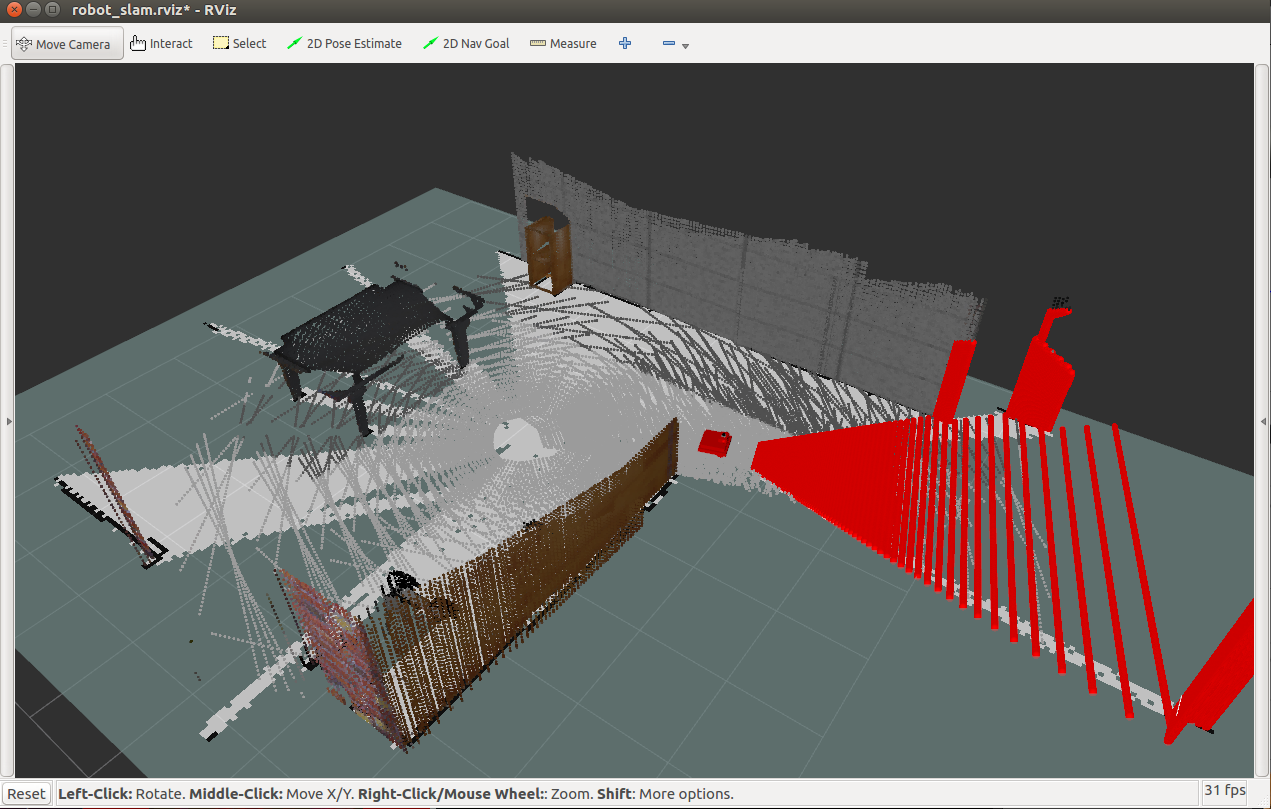 robot_slam.rviz* - RViz
Move Camera Interact Select 2D Pose Estimate 2D Nav Goal Measure
Reset Left-Click: Rotate. Middle-Click: Move X/Y. Right-Click/Mouse Wheel:: Zoom. Shift: More options. 31 fps